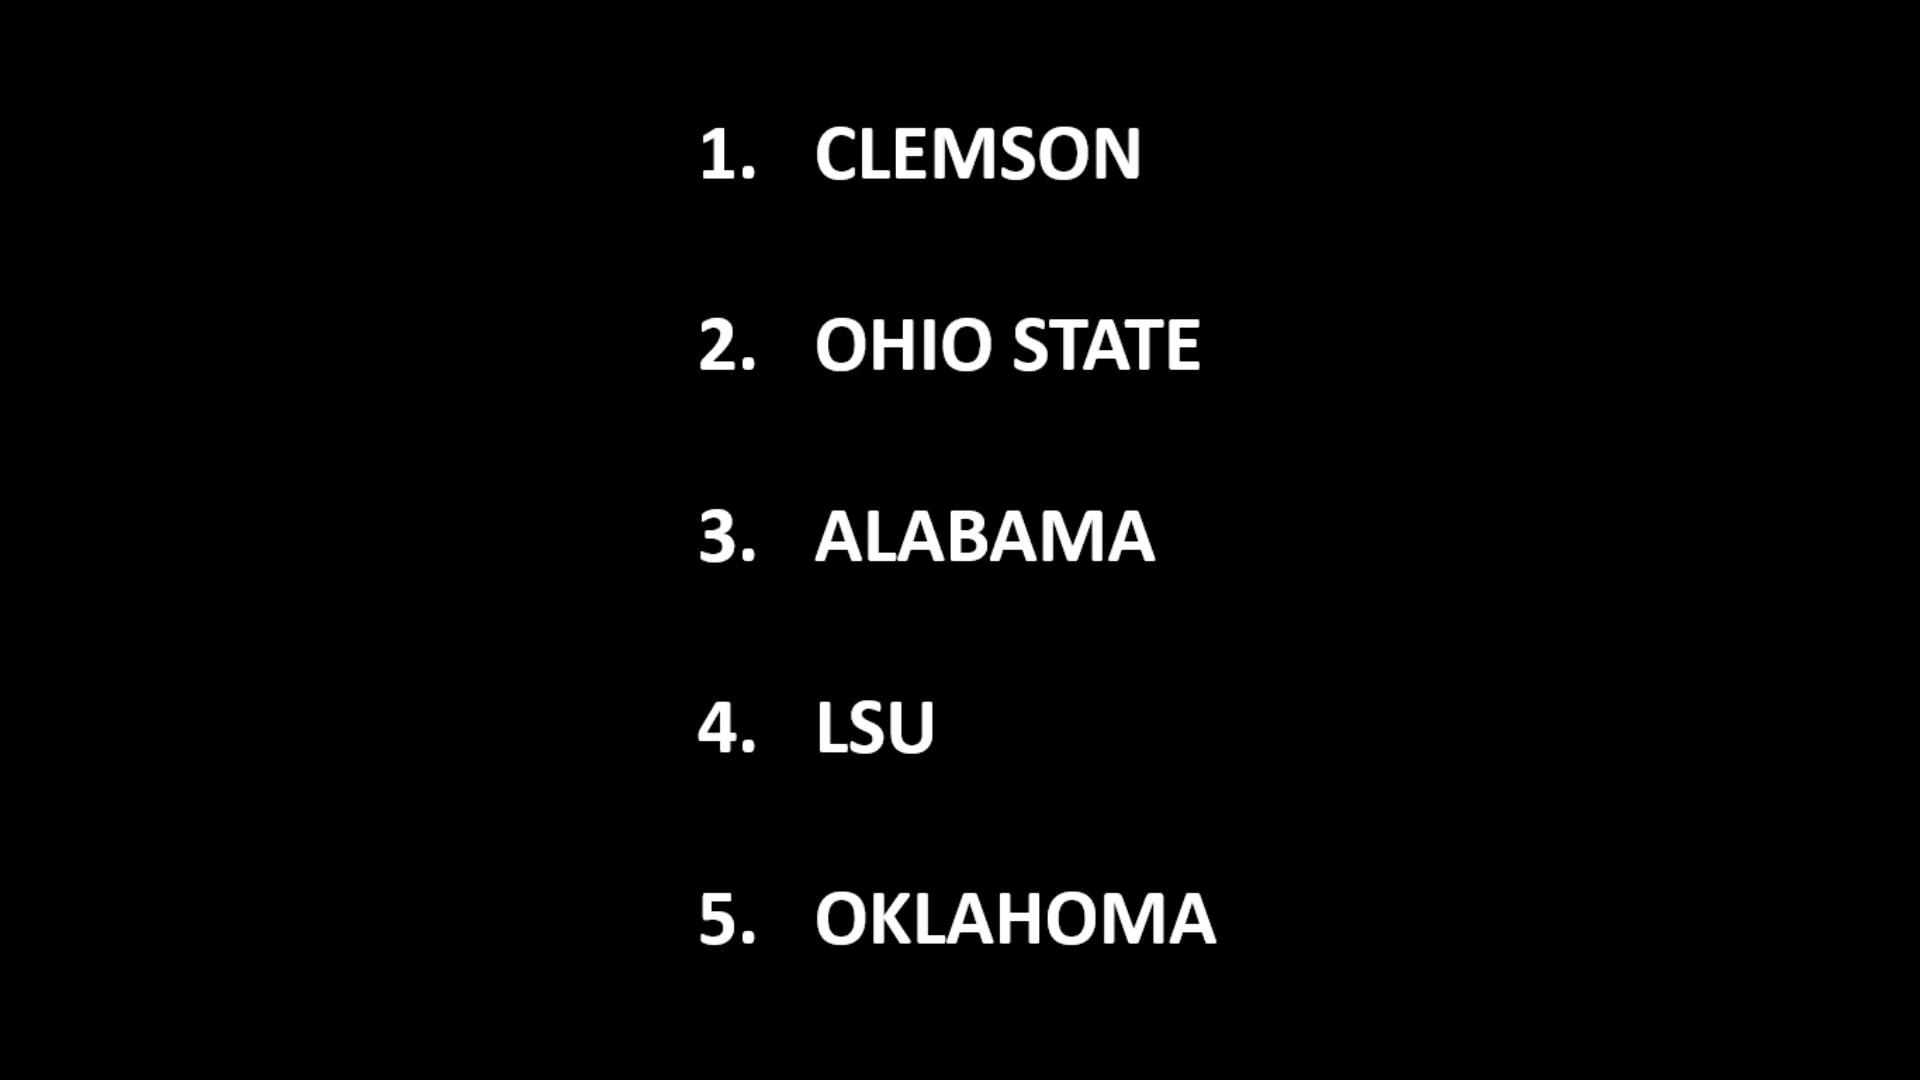 1. CLEMSON
2. OHIO STATE
3. ALABAMA
4. LSU
5. OKLAHOMA